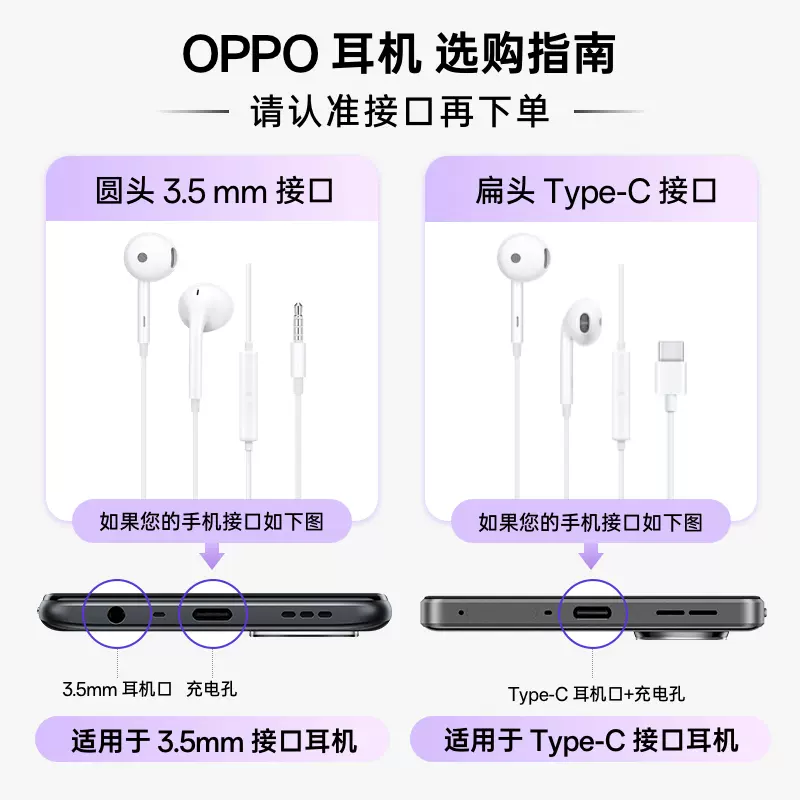 OPPO 耳机 选购指南
请认准接口再下单
圆头 3.5 mm 接口
扁头 Type-C 接口
如果您的手机接口如下图
如果您的手机接口如下图
3.5mm 耳机口
充电孔
Type-C 耳机口+充电孔
适用于 3.5mm 接口耳机
适用于 Type-C 接口耳机